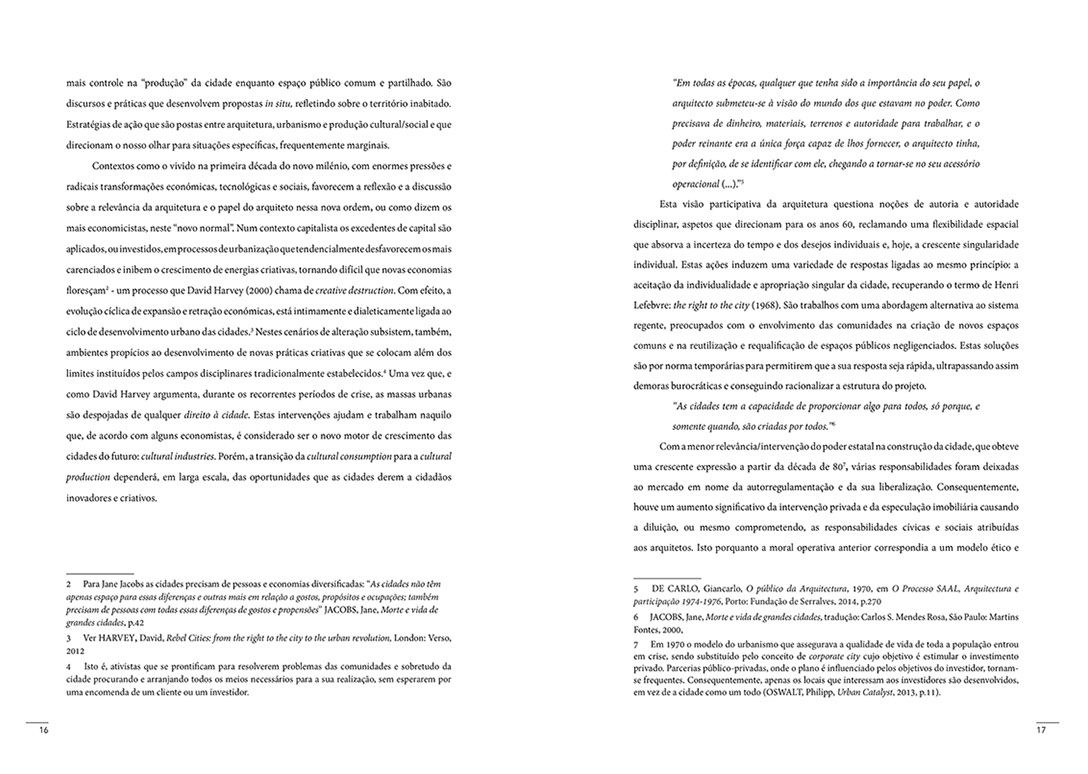 mais controle na “produção” da cidade enquanto espaço público comum e partilhado. São
discursos e práticas que desenvolvem propostas in situ, refletindo sobre o território inabitado.
Estratégias de ação que são postas entre arquitetura, urbanismo e produção cultural/social e que
direcionam o nosso olhar para situações específicas, frequentemente marginais.
Contextos como o vivido na primeira década do novo milénio, com enormes pressões e
radicais transformações económicas, tecnológicas e sociais, favorecem a reflexão e a discussão
sobre a relevância da arquitetura e o papel do arquiteto nessa nova ordem, ou como dizem os
mais economicistas, neste “novo normal”. Num contexto capitalista os excedentes de capital são
aplicados, ou investidos, em processos de urbanização que tendencialmente desfavorecem os mais
carenciados e inibem o crescimento de energias criativas, tornando difícil que novas economias
floresçam² - um processo que David Harvey (2000) chama de creative destruction. Com efeito, a
evolução cíclica de expansão e retração económicas, está intimamente e dialeticamente ligada ao
ciclo de desenvolvimento urbano das cidades.³ Nestes cenários de alteração subsistem, também,
ambientes propícios ao desenvolvimento de novas práticas criativas que se colocam além dos
limites instituídos pelos campos disciplinares tradicionalmente estabelecidos.⁴ Uma vez que, e
como David Harvey argumenta, durante os recorrentes períodos de crise, as massas urbanas
são despojadas de qualquer direito à cidade. Estas intervenções ajudam e trabalham naquilo
que, de acordo com alguns economistas, é considerado ser o novo motor de crescimento das
cidades do futuro: cultural industries. Porém, a transição da cultural consumption para a cultural
production dependerá, em larga escala, das oportunidades que as cidades derem a cidadãos
inovadores e criativos.
2 Para Jane Jacobs as cidades precisam de pessoas e economias diversificadas: “As cidades não têm
apenas espaço para essas diferenças e outras mais em relação a gostos, propósitos e ocupações; também
precisam de pessoas com todas essas diferenças de gostos e propensões” JACOBS, Jane, Morte e vida de
grandes cidades, p.42
3 Ver HARVEY, David, Rebel Cities: from the right to the city to the urban revolution, London: Verso,
2012
4 Isto é, ativistas que se prontificam para resolverem problemas das comunidades e sobretudo da
cidade procurando e arranjando todos os meios necessários para a sua realização, sem esperarem por
uma encomenda de um cliente ou um investidor.
16
“Em todas as épocas, qualquer que tenha sido a importância do seu papel, o
arquitecto submeteu-se à visão do mundo dos que estavam no poder. Como
precisava de dinheiro, materiais, terrenos e autoridade para trabalhar, e o
poder reinante era a única força capaz de lhos fornecer, o arquitecto tinha,
por definição, de se identificar com ele, chegando a tornar-se no seu acessório
operacional (...).”⁵
Esta visão participativa da arquitetura questiona noções de autoria e autoridade
disciplinar, aspetos que direcionam para os anos 60, reclamando uma flexibilidade espacial
que absorva a incerteza do tempo e dos desejos individuais e, hoje, a crescente singularidade
individual. Estas ações induzem uma variedade de respostas ligadas ao mesmo princípio: a
aceitação da individualidade e apropriação singular da cidade, recuperando o termo de Henri
Lefebvre: the right to the city (1968). São trabalhos com uma abordagem alternativa ao sistema
regente, preocupados com o envolvimento das comunidades na criação de novos espaços
comuns e na reutilização e requalificação de espaços públicos negligenciados. Estas soluções
são por norma temporárias para permitirem que a sua resposta seja rápida, ultrapassando assim
demoras burocráticas e conseguindo racionalizar a estrutura do projeto.
“As cidades tem a capacidade de proporcionar algo para todos, só porque, e
somente quando, são criadas por todos.”⁶
Com a menor relevância/intervenção do poder estatal na construção da cidade, que obteve
uma crescente expressão a partir da década de 80⁷, várias responsabilidades foram deixadas
ao mercado em nome da autorregulamentação e da sua liberalização. Consequentemente,
houve um aumento significativo da intervenção privada e da especulação imobiliária causando
a diluição, ou mesmo comprometendo, as responsabilidades cívicas e sociais atribuídas
aos arquitetos. Isto porquanto a moral operativa anterior correspondia a um modelo ético e
5 DE CARLO, Giancarlo, O público da Arquitectura, 1970, em O Processo SAAL, Arquitectura e
participação 1974-1976, Porto: Fundação de Serralves, 2014, p.270
6 JACOBS, Jane, Morte e vida de grandes cidades, tradução: Carlos S. Mendes Rosa, São Paulo: Martins
Fontes, 2000,
7 Em 1970 o modelo do urbanismo que assegurava a qualidade de vida de toda a população entrou
em crise, sendo substituído pelo conceito de corporate city cujo objetivo é estimular o investimento
privado. Parcerias público-privadas, onde o plano é influenciado pelos objetivos do investidor, tornam-
se frequentes. Consequentemente, apenas os locais que interessam aos investidores são desenvolvidos,
em vez de a cidade como um todo (OSWALT, Philipp, Urban Catalyst, 2013, p.11).
17